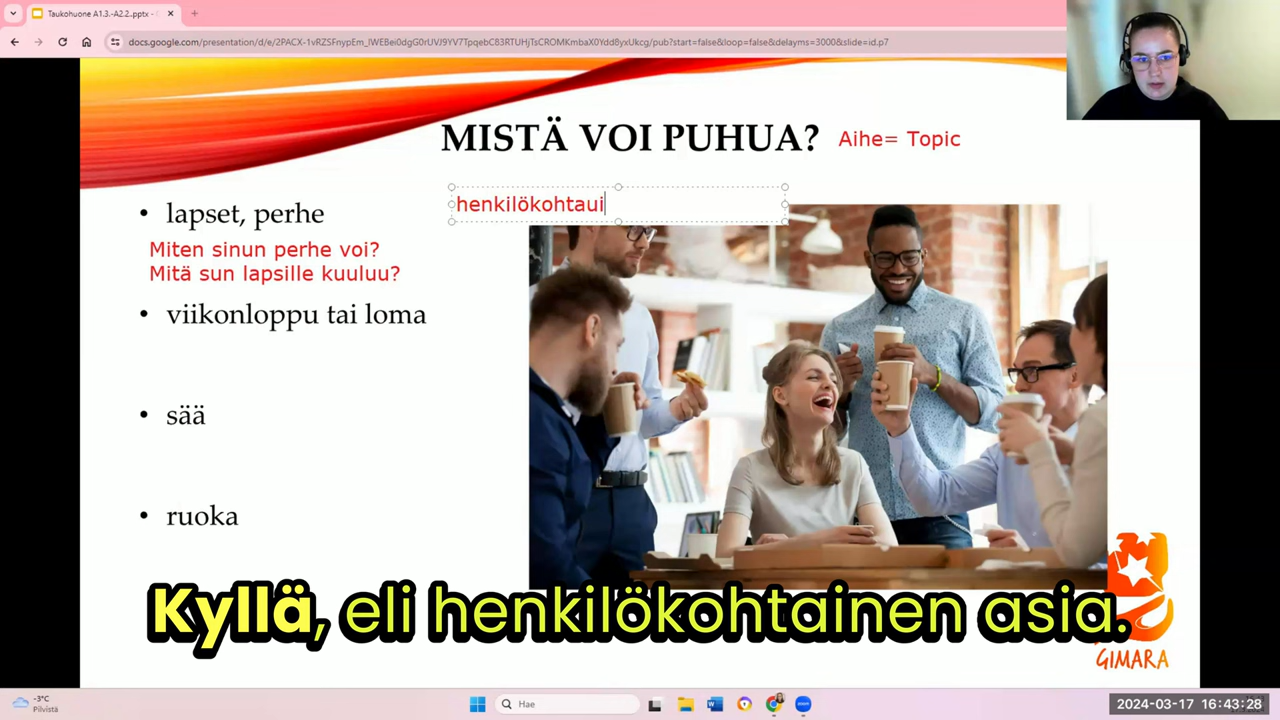 Taukohuone A1.3.-A2.2..pptx -
docs.google.com/presentation/d/e/2PACX-1vRZSFnypEm_IWEBei0dgG0rUVJ9YV7TpqebC83RTUHjTsCROMKmbaX0Ydd8yxUkcg/pub?start=false&loop=false&delayms=3000&slide=id.p7
MISTÄ VOI PUHUA?
Aihe= Topic
henkilökohtaui
• lapset, perhe
Miten sinun perhe voi?
Mitä sun lapsille kuuluu?
• viikonloppu tai loma
• sää
• ruoka
Kyllä, eli henkilökohtainen asia.
GIMARA
-3°C
Pilvistä
Hae
2024-03-17 16:43:28